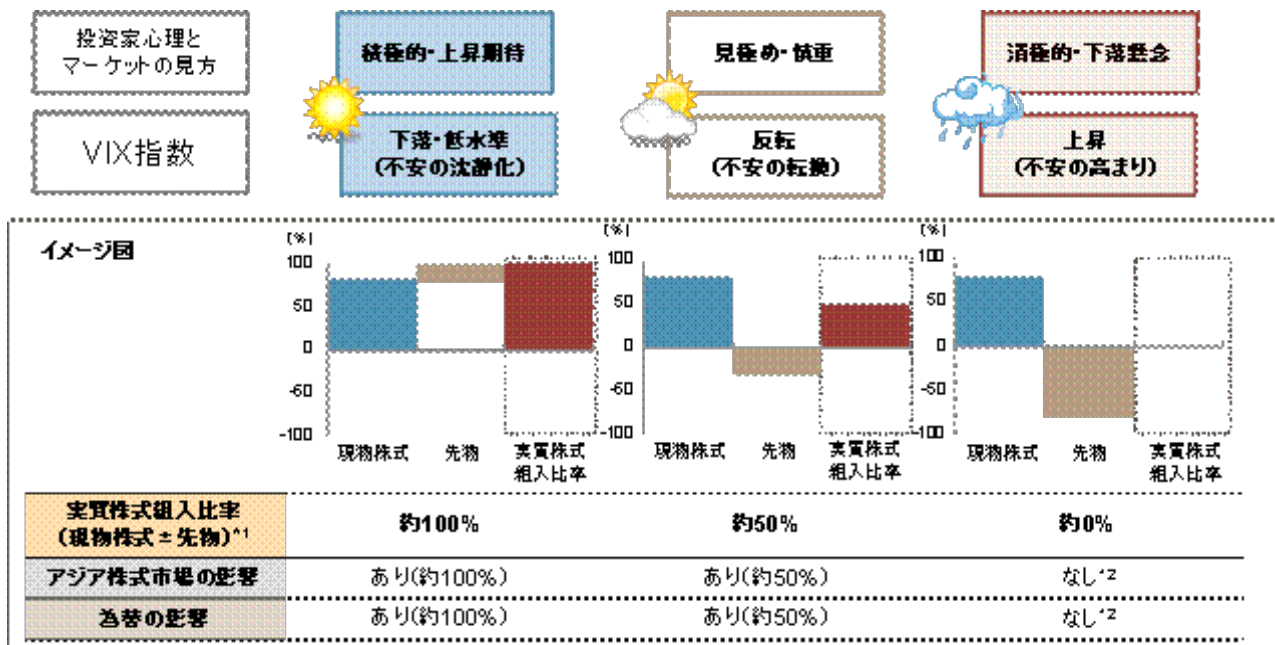 投資家心理と
マーケットの見方
積極的・上昇期待
見極め・慎重
消極的・下落懸念
VIX指数
下落・低水準
(不安の沈静化)
反転
(不安の転換)
上昇
(不安の高まり)
イメージ図
[%]
100
50
0
-50
-100
現物株式
先物
実質株式
組入比率
[%]
100
50
0
-50
-100
現物株式
先物
実質株式
組入比率
[%]
100
50
0
-50
-100
現物株式
先物
実質株式
組入比率
実質株式組入比率
(現物株式±先物)*1
約100%
約50%
約0%
アジア株式市場の影響
あり(約100%)
あり(約50%)
なし*2
為替の影響
あり(約100%)
あり(約50%)
なし*2